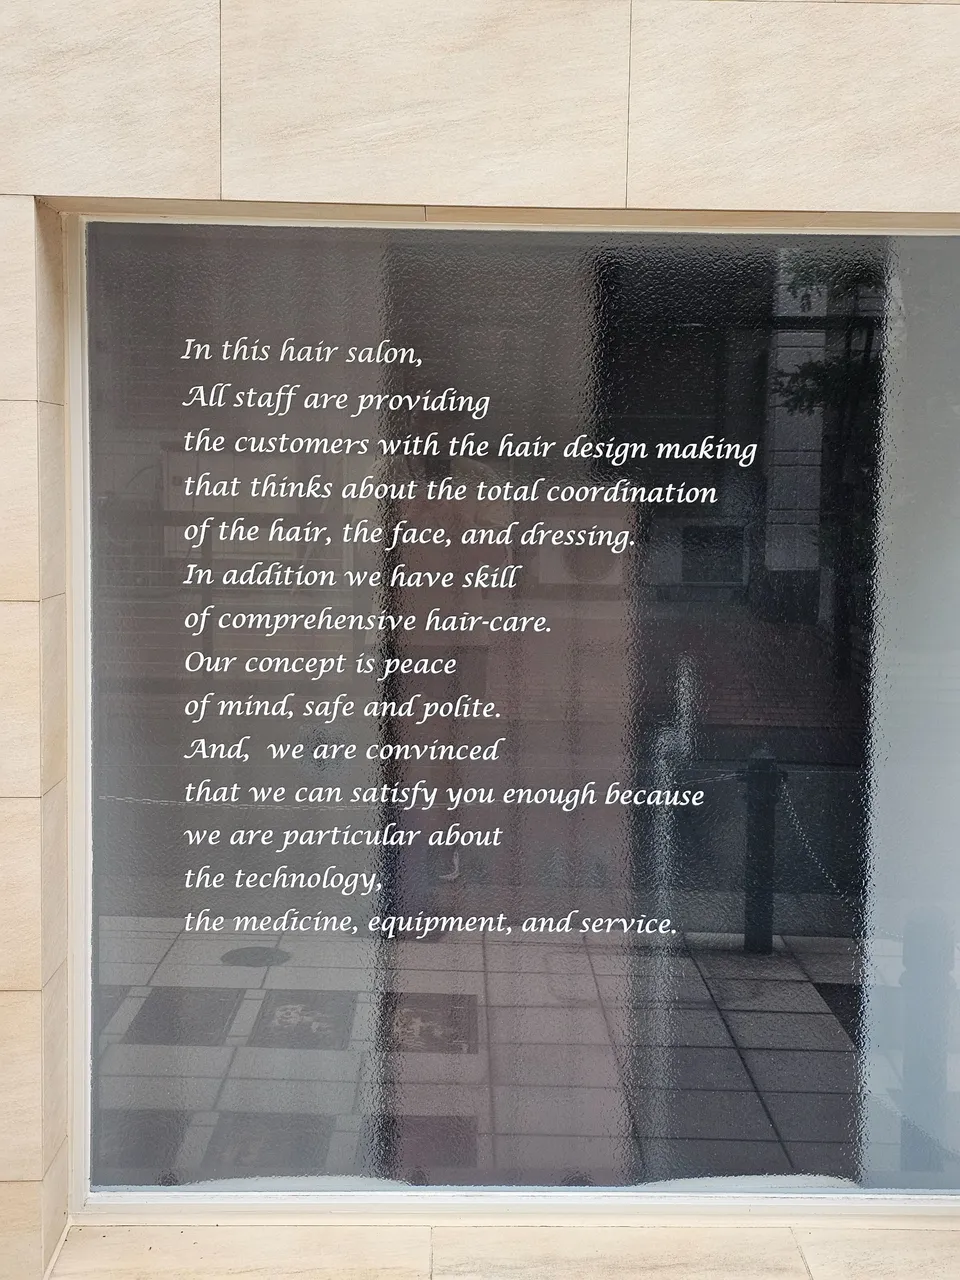 In this hair salon,
All staff are providing
the customers with the hair design making
that thinks about the total coordination
of the hair, the face, and dressing.
In addition we have skill
of comprehensive hair-care.
Our concept is peace
of mind, safe and polite.
And, we are convinced
that we can satisfy you enough because
we are particular about
the technology,
the medicine, equipment, and service.